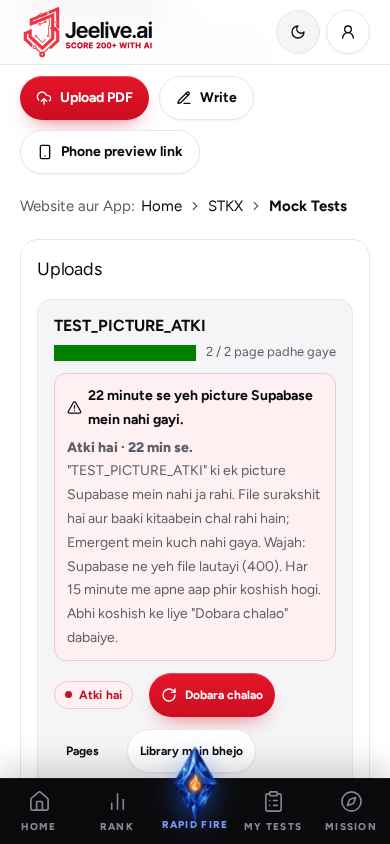 Jeelive.ai
SCORE 200+ WITH AI
Upload PDF
Write
Phone preview link
Website aur App: Home > STKX > Mock Tests
Uploads
TEST_PICTURE_ATKI
2 / 2 page padhe gaye
22 minute se yeh picture Supabase
mein nahi gayi.
Atki hai · 22 min se.
"TEST_PICTURE_ATKI" ki ek picture
Supabase mein nahi ja rahi. File surakshit
hai aur baaki kitaabein chal rahi hain;
Emergent mein kuch nahi gaya. Wajah:
Supabase ne yeh file lautayi (400). Har
15 minute me apne aap phir koshish hogi.
Abhi koshish ke liye "Dobara chalao"
dabaiye.
Atki hai
Dobara chalao
Pages
Library mein bhejo
HOME
RANK
RAPID FIRE
MY TESTS
MISSION